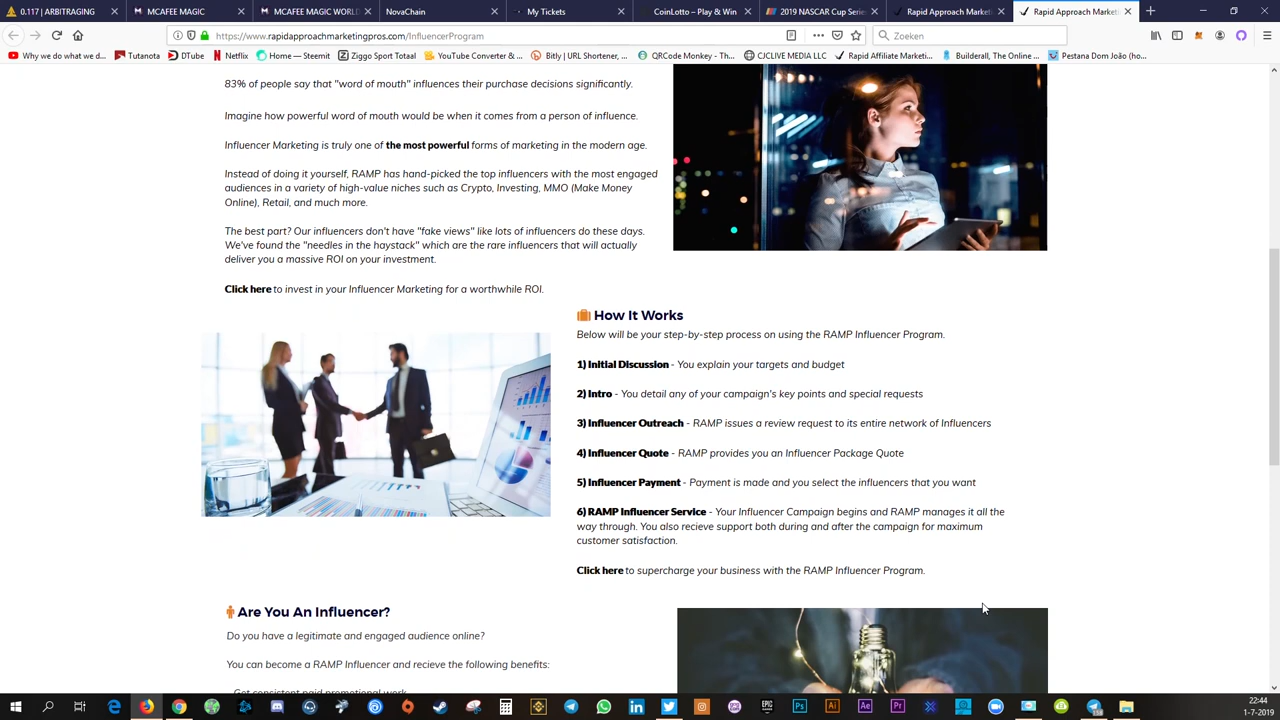 0.117 | ARBITRAGING
MCAFEE MAGIC
MCAFEE MAGIC WORLD
NovaChain
My Tickets
CoinLotto – Play & Win
2019 NASCAR Cup Serie
Rapid Approach Market
Rapid Approach Market
https://www.rapidapproachmarketingpros.com/InfluencerProgram
Zoeken
Why we do what we d...
Tutanota
DTube
Netflix
Home — Steemit
Ziggo Sport Totaal
YouTube Converter & ...
Bitly | URL Shortener, ...
QRCode Monkey - Th...
CJCLIVE MEDIA LLC
Rapid Affiliate Marketi...
Builderall, The Online ...
Pestana Dom João (ho...
83% of people say that "word of mouth" influences their purchase decisions significantly.
Imagine how powerful word of mouth would be when it comes from a person of influence.
Influencer Marketing is truly one of the most powerful forms of marketing in the modern age.
Instead of doing it yourself, RAMP has hand-picked the top influencers with the most engaged
audiences in a variety of high-value niches such as Crypto, Investing, MMO (Make Money
Online), Retail, and much more.
The best part? Our influencers don't have "fake views" like lots of influencers do these days.
We've found the "needles in the haystack" which are the rare influencers that will actually
deliver you a massive ROI on your investment.
Click here to invest in your Influencer Marketing for a worthwhile ROI.
How It Works
Below will be your step-by-step process on using the RAMP Influencer Program.
1) Initial Discussion - You explain your targets and budget
2) Intro - You detail any of your campaign's key points and special requests
3) Influencer Outreach - RAMP issues a review request to its entire network of Influencers
4) Influencer Quote - RAMP provides you an Influencer Package Quote
5) Influencer Payment - Payment is made and you select the influencers that you want
6) RAMP Influencer Service - Your Influencer Campaign begins and RAMP manages it all the
way through. You also recieve support both during and after the campaign for maximum
customer satisfaction.
Click here to supercharge your business with the RAMP Influencer Program.
Are You An Influencer?
Do you have a legitimate and engaged audience online?
You can become a RAMP Influencer and recieve the following benefits:
- Get consistent paid promotional work
22:44
1-7-2019